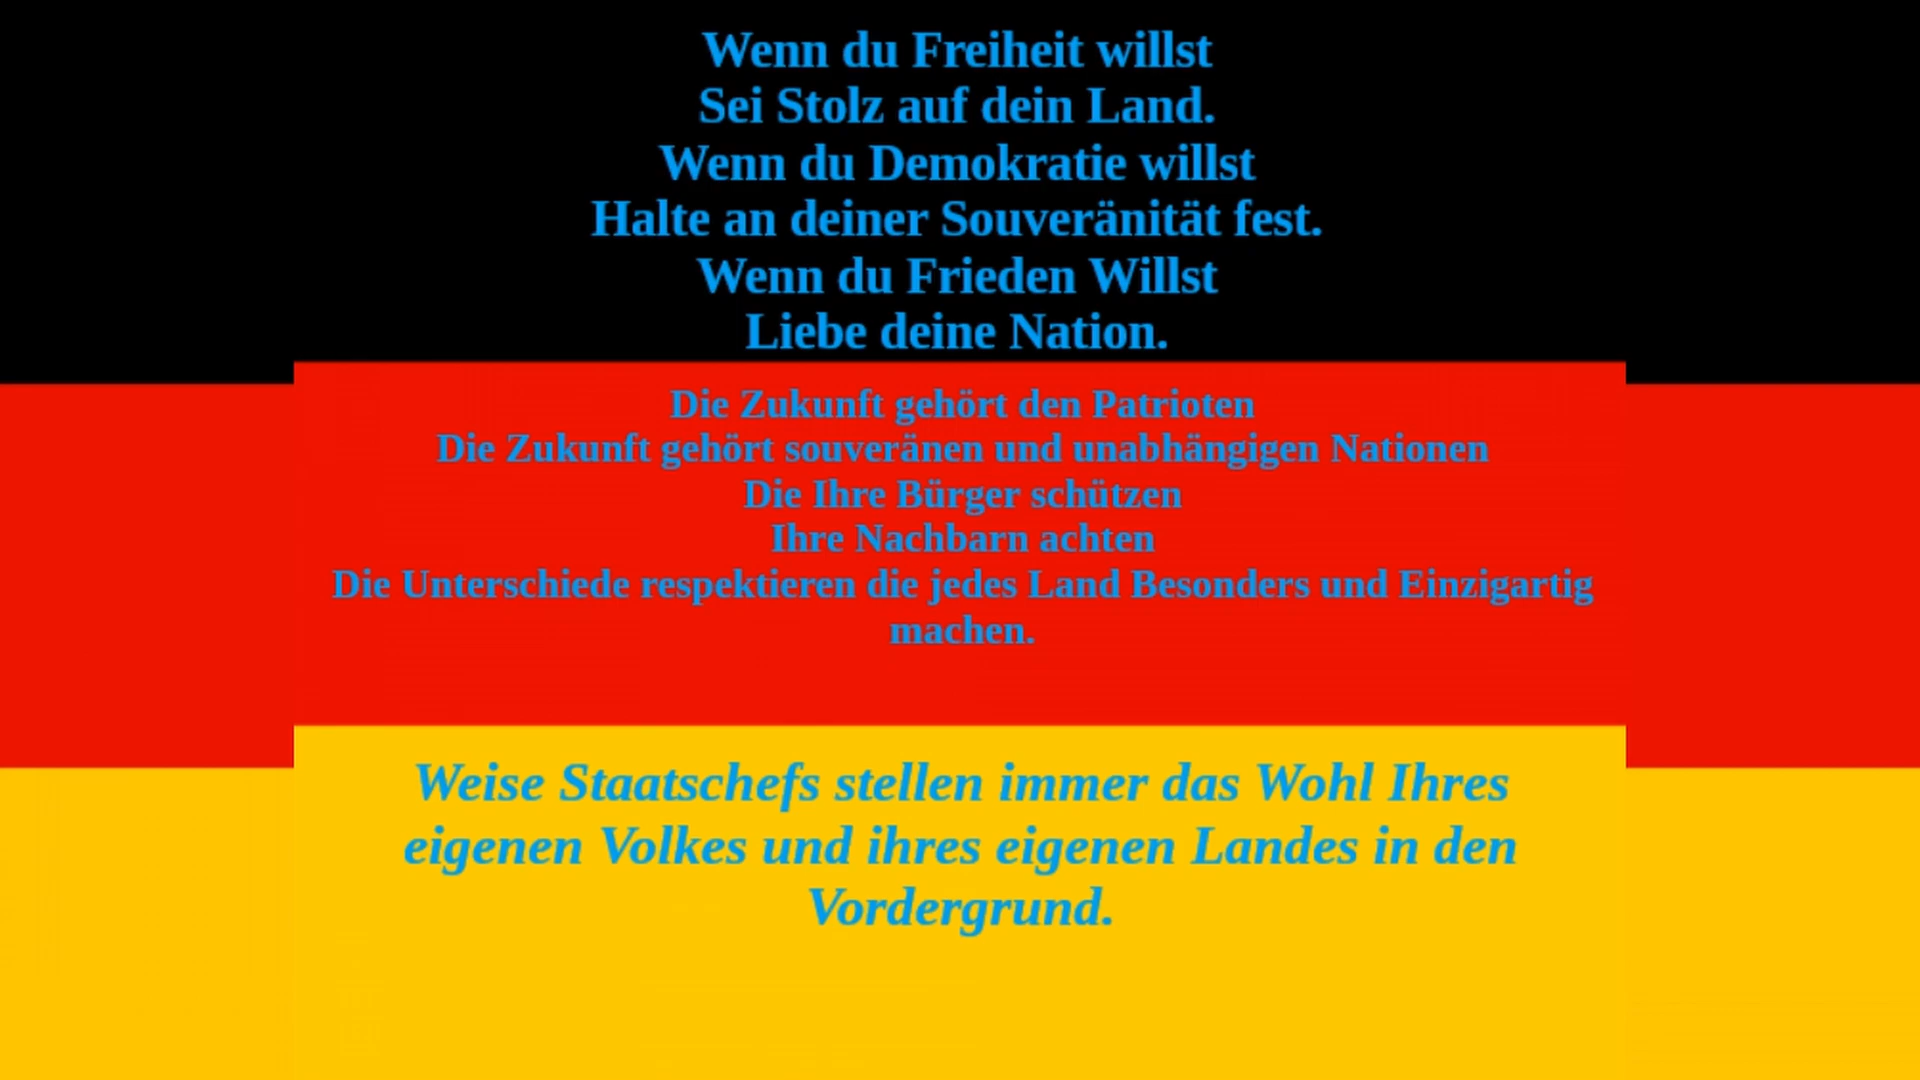 Wenn du Freiheit willst
Sei Stolz auf dein Land.
Wenn du Demokratie willst
Halte an deiner Souveränität fest.
Wenn du Frieden Willst
Liebe deine Nation.
Die Zukunft gehört den Patrioten
Die Zukunft gehört souveränen und unabhängigen Nationen
Die Ihre Bürger schützen
Ihre Nachbarn achten
Die Unterschiede respektieren die jedes Land Besonders und Einzigartig
machen.
Weise Staatschefs stellen immer das Wohl Ihres
eigenen Volkes und ihres eigenen Landes in den
Vordergrund.